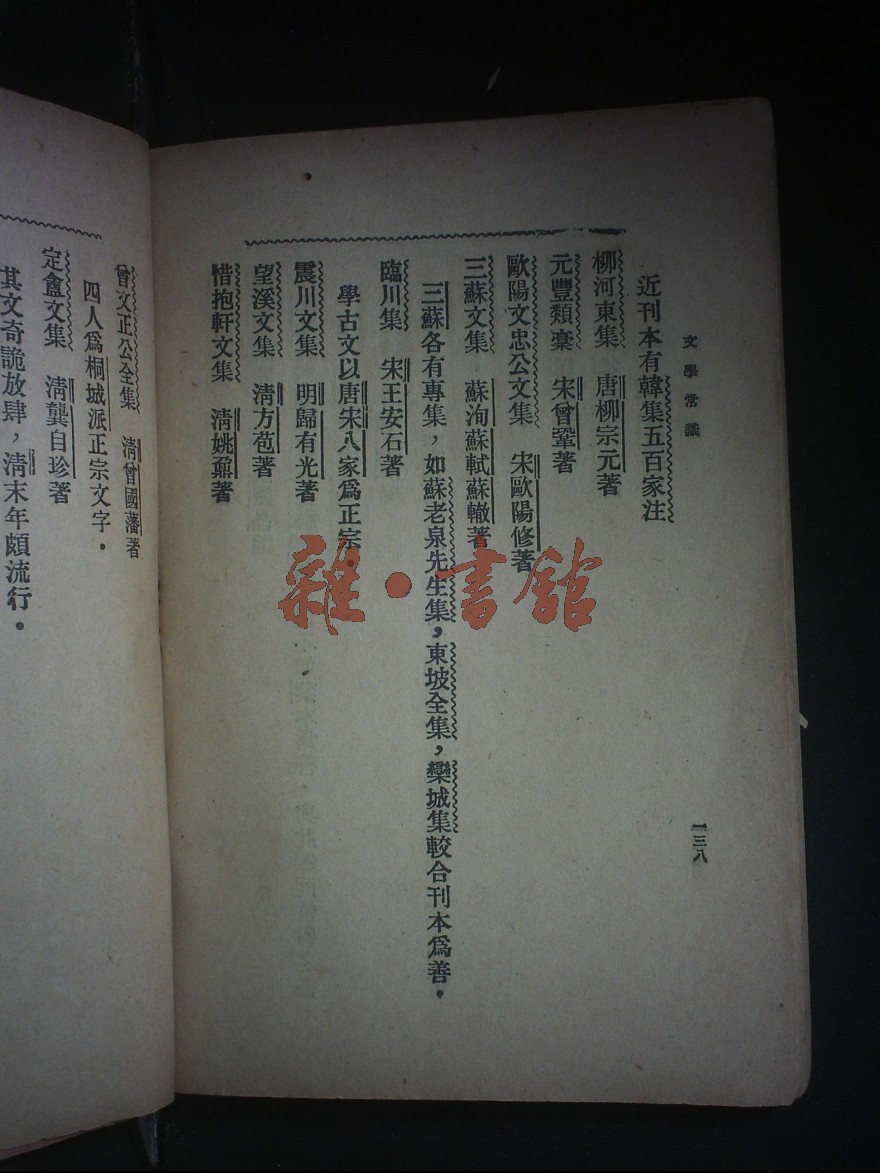 文學常識
一三八
近刊本有韓集五百家注
柳河東集　唐柳宗元著
元豐類稾　宋曾鞏著
歐陽文忠公文集　宋歐陽修著
三蘇文集　蘇洵蘇軾蘇轍著
三蘇各有專集，如蘇老泉先生集，東坡全集，欒城集較合刊本爲善．
臨川集　宋王安石著
學古文以唐宋八家爲正宗．
震川文集　明歸有光著
望溪文集　清方苞著
惜抱軒文集　清姚鼐著
曾文正公全集　清曾國藩著
四人爲桐城派正宗文字．
定盦文集　清龔自珍著
其文奇詭放肆，清末年頗流行．
雜·書館